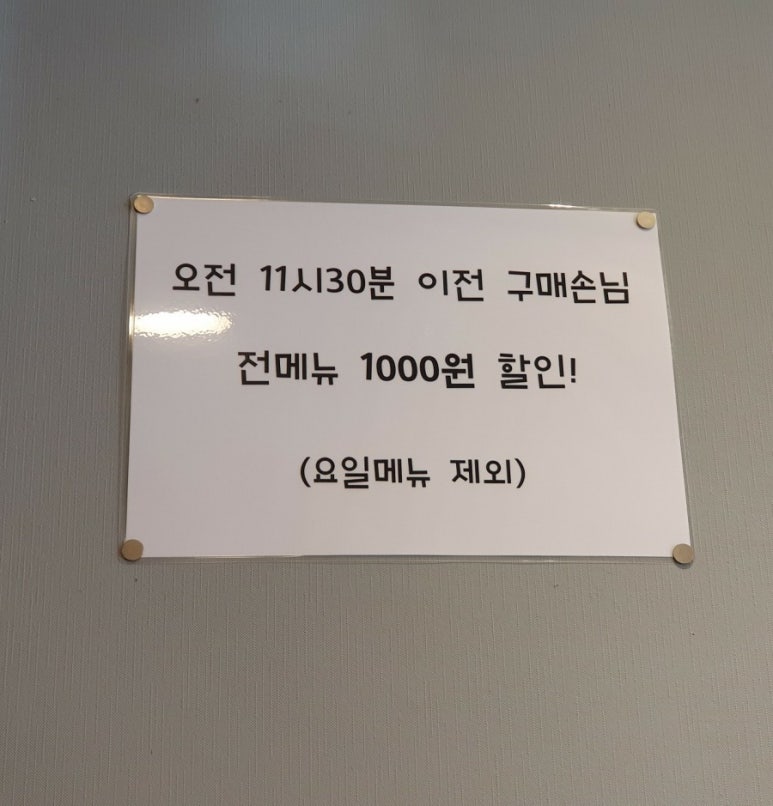 오전 11시30분 이전 구매손님
전메뉴 1000원 할인!
(요일메뉴 제외)